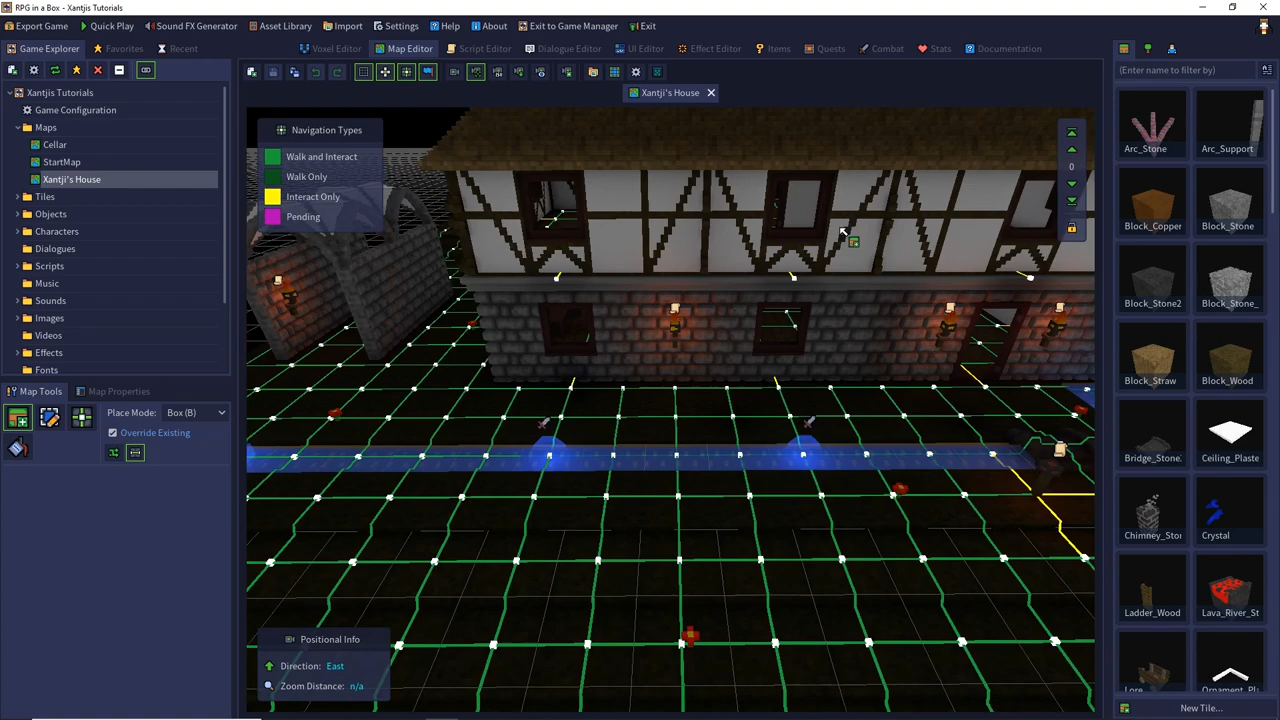 RPG in a Box - Xantjis Tutorials
Export Game
Quick Play
Sound FX Generator
Asset Library
Import
Settings
Help
About
Exit to Game Manager
Exit
Game Explorer
Favorites
Recent
Voxel Editor
Map Editor
Script Editor
Dialogue Editor
UI Editor
Effect Editor
Items
Quests
Combat
Stats
Documentation
(Enter name to filter by)
Xantji's House
Xantjis Tutorials
Game Configuration
Maps
Cellar
StartMap
Xantji's House
Tiles
Objects
Characters
Dialogues
Scripts
Music
Sounds
Images
Videos
Effects
Fonts
Map Tools
Map Properties
Place Mode:
Box (B)
Override Existing
Navigation Types
Walk and Interact
Walk Only
Interact Only
Pending
0
Positional Info
Direction: East
Zoom Distance: n/a
Arc_Stone
Arc_Support
Block_Copper
Block_Stone
Block_Stone2
Block_Stone_
Block_Straw
Block_Wood
Bridge_Stone.
Ceiling_Plaste
Chimney_Stor
Crystal
Ladder_Wood
Lava_River_St
Lore_
Ornament_Pl
New Tile...